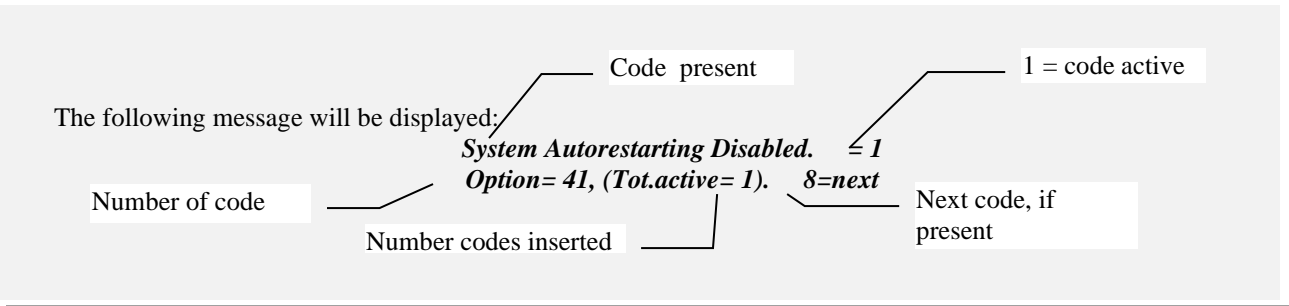 Code present
1 = code active
The following message will be displayed:
System Autorestarting Disabled. = 1
Option= 41, (Tot.active= 1). 8=next
Number of code
Next code, if
present
Number codes inserted